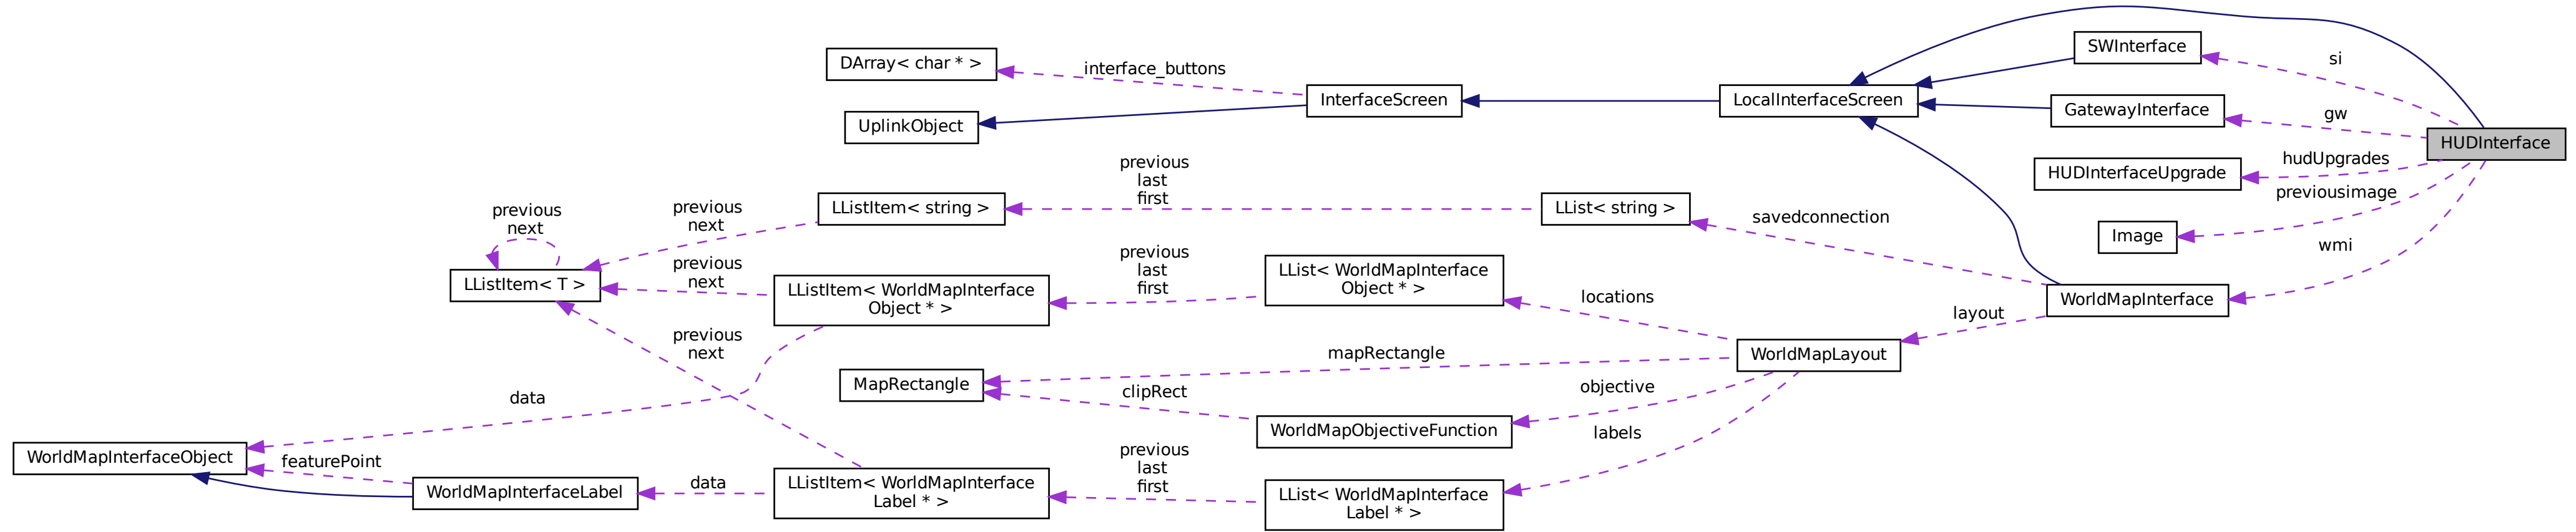 SWInterface
si
DArray< char * >
interface_buttons
InterfaceScreen
LocalInterfaceScreen
GatewayInterface
gw
UplinkObject
HUDInterface
hudUpgrades
HUDInterfaceUpgrade
previousimage
previous
last
first
LListItem< string >
LList< string >
savedconnection
previous
next
previous
next
Image
wmi
LListItem< T >
previous
next
LListItem< WorldMapInterface
Object * >
previous
last
first
LList< WorldMapInterface
Object * >
locations
WorldMapInterface
layout
previous
next
mapRectangle
WorldMapLayout
MapRectangle
clipRect
objective
data
WorldMapObjectiveFunction
labels
WorldMapInterfaceObject
featurePoint
WorldMapInterfaceLabel
data
LListItem< WorldMapInterface
Label * >
previous
last
first
LList< WorldMapInterface
Label * >